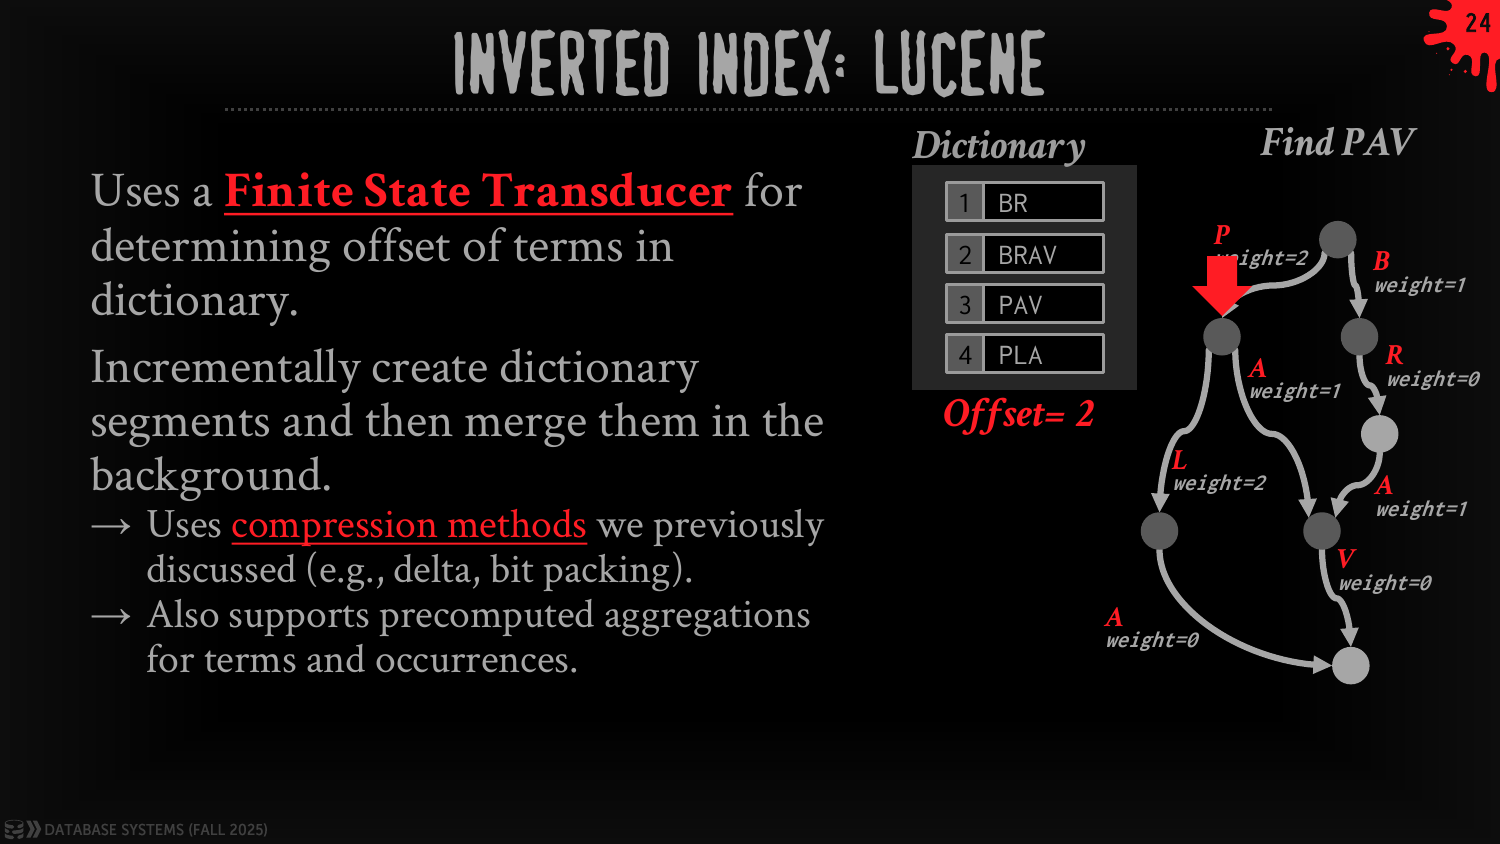 24
INVERTED INDEX: LUCENE
Uses a Finite State Transducer for
determining offset of terms in
dictionary.
Incrementally create dictionary
segments and then merge them in the
background.
→ Uses compression methods we previously
discussed (e.g., delta, bit packing).
→ Also supports precomputed aggregations
for terms and occurrences.
Dictionary
1 BR
2 BRAV
3 PAV
4 PLA
Offset= 2
Find PAV
P
weight=2
B
weight=1
R
weight=0
A
weight=1
L
weight=2
A
weight=1
V
weight=0
A
weight=0
DATABASE SYSTEMS (FALL 2025)